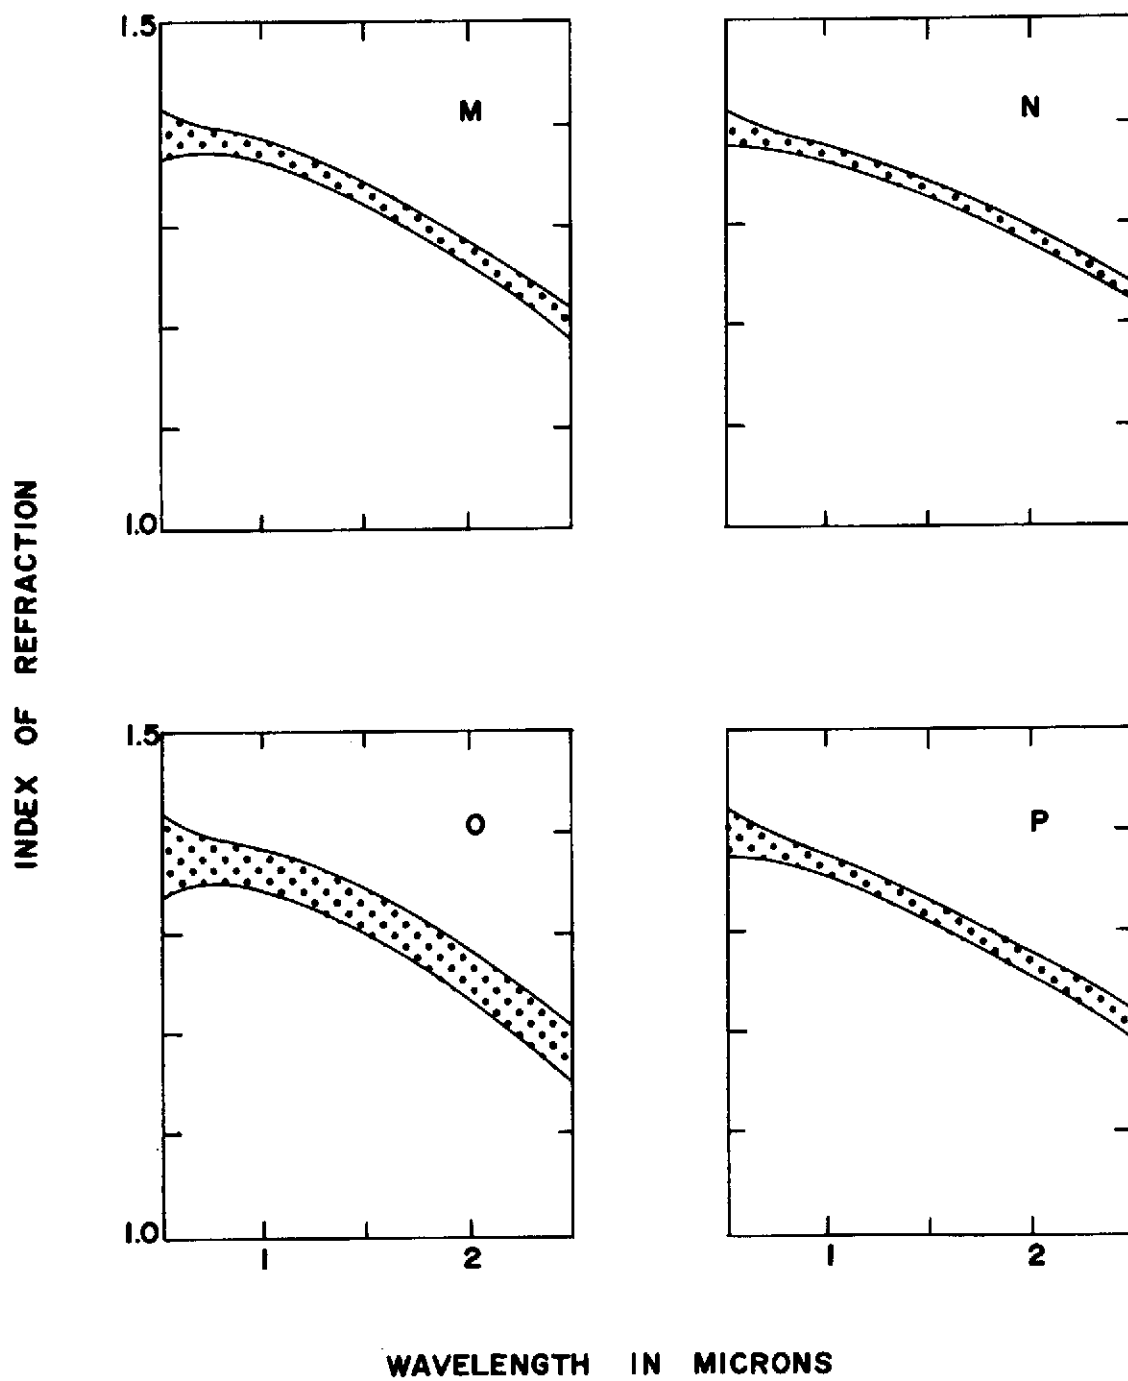 1.5
M
N
1.0
INDEX OF REFRACTION
1.5
O
P
1.0
1 2 1 2
WAVELENGTH IN MICRONS